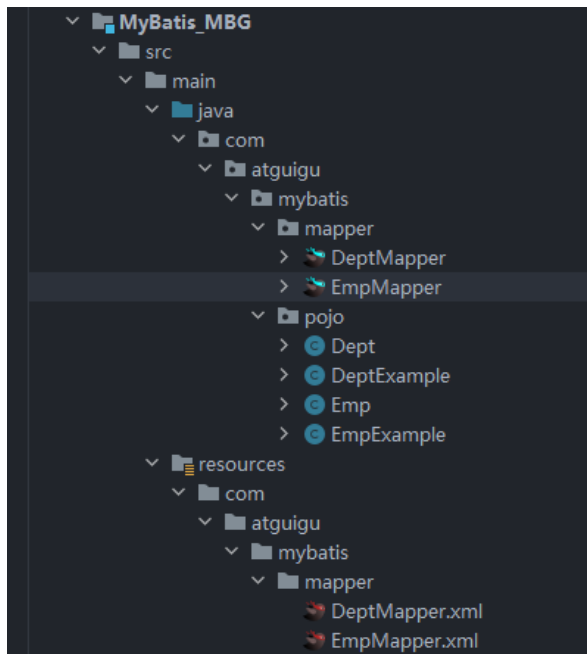 MyBatis_MBG
src
main
java
com
atguigu
mybatis
mapper
DeptMapper
EmpMapper
pojo
Dept
DeptExample
Emp
EmpExample
resources
com
atguigu
mybatis
mapper
DeptMapper.xml
EmpMapper.xml